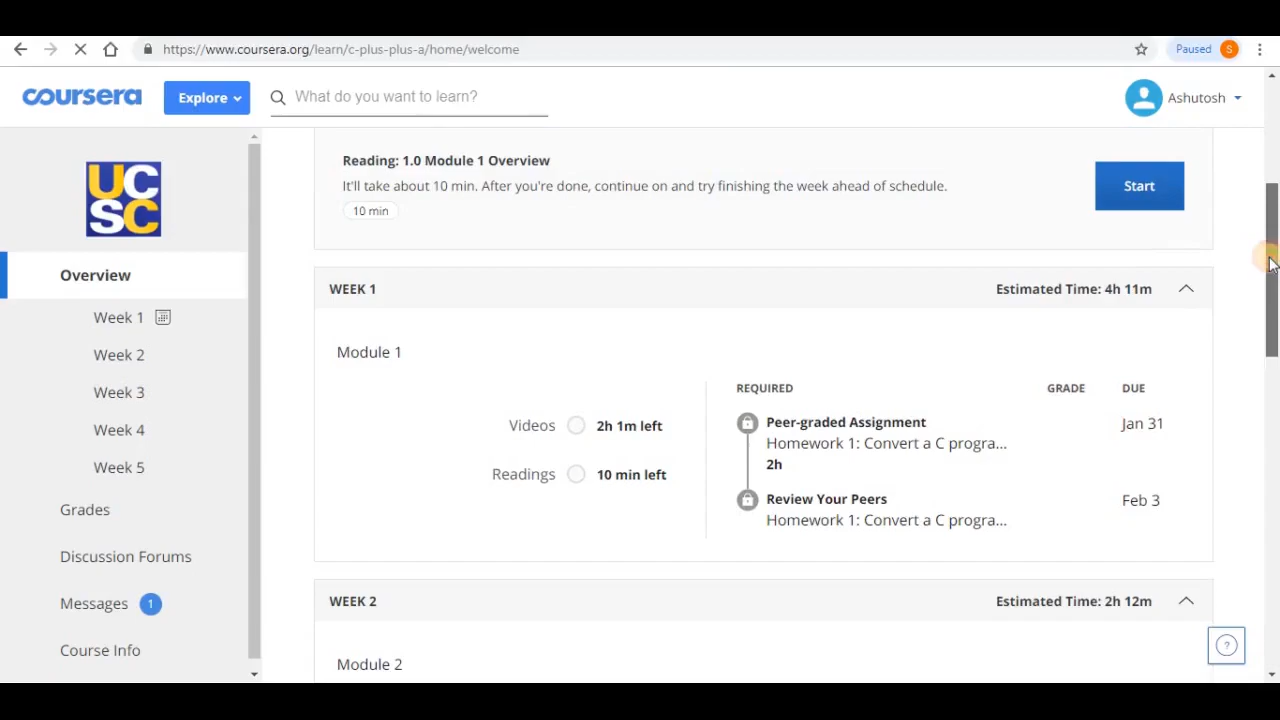 https://www.coursera.org/learn/c-plus-plus-a/home/welcome
Paused S
coursera
Explore
What do you want to learn?
Ashutosh
UC
SC
Overview
Week 1
Week 2
Week 3
Week 4
Week 5
Grades
Discussion Forums
Messages 1
Course Info
Reading: 1.0 Module 1 Overview
It'll take about 10 min. After you're done, continue on and try finishing the week ahead of schedule.
10 min
Start
WEEK 1 Estimated Time: 4h 11m
Module 1
Videos 2h 1m left
Readings 10 min left
REQUIRED GRADE DUE
Peer-graded Assignment Jan 31
Homework 1: Convert a C progra...
2h
Review Your Peers Feb 3
Homework 1: Convert a C progra...
WEEK 2 Estimated Time: 2h 12m
Module 2
?